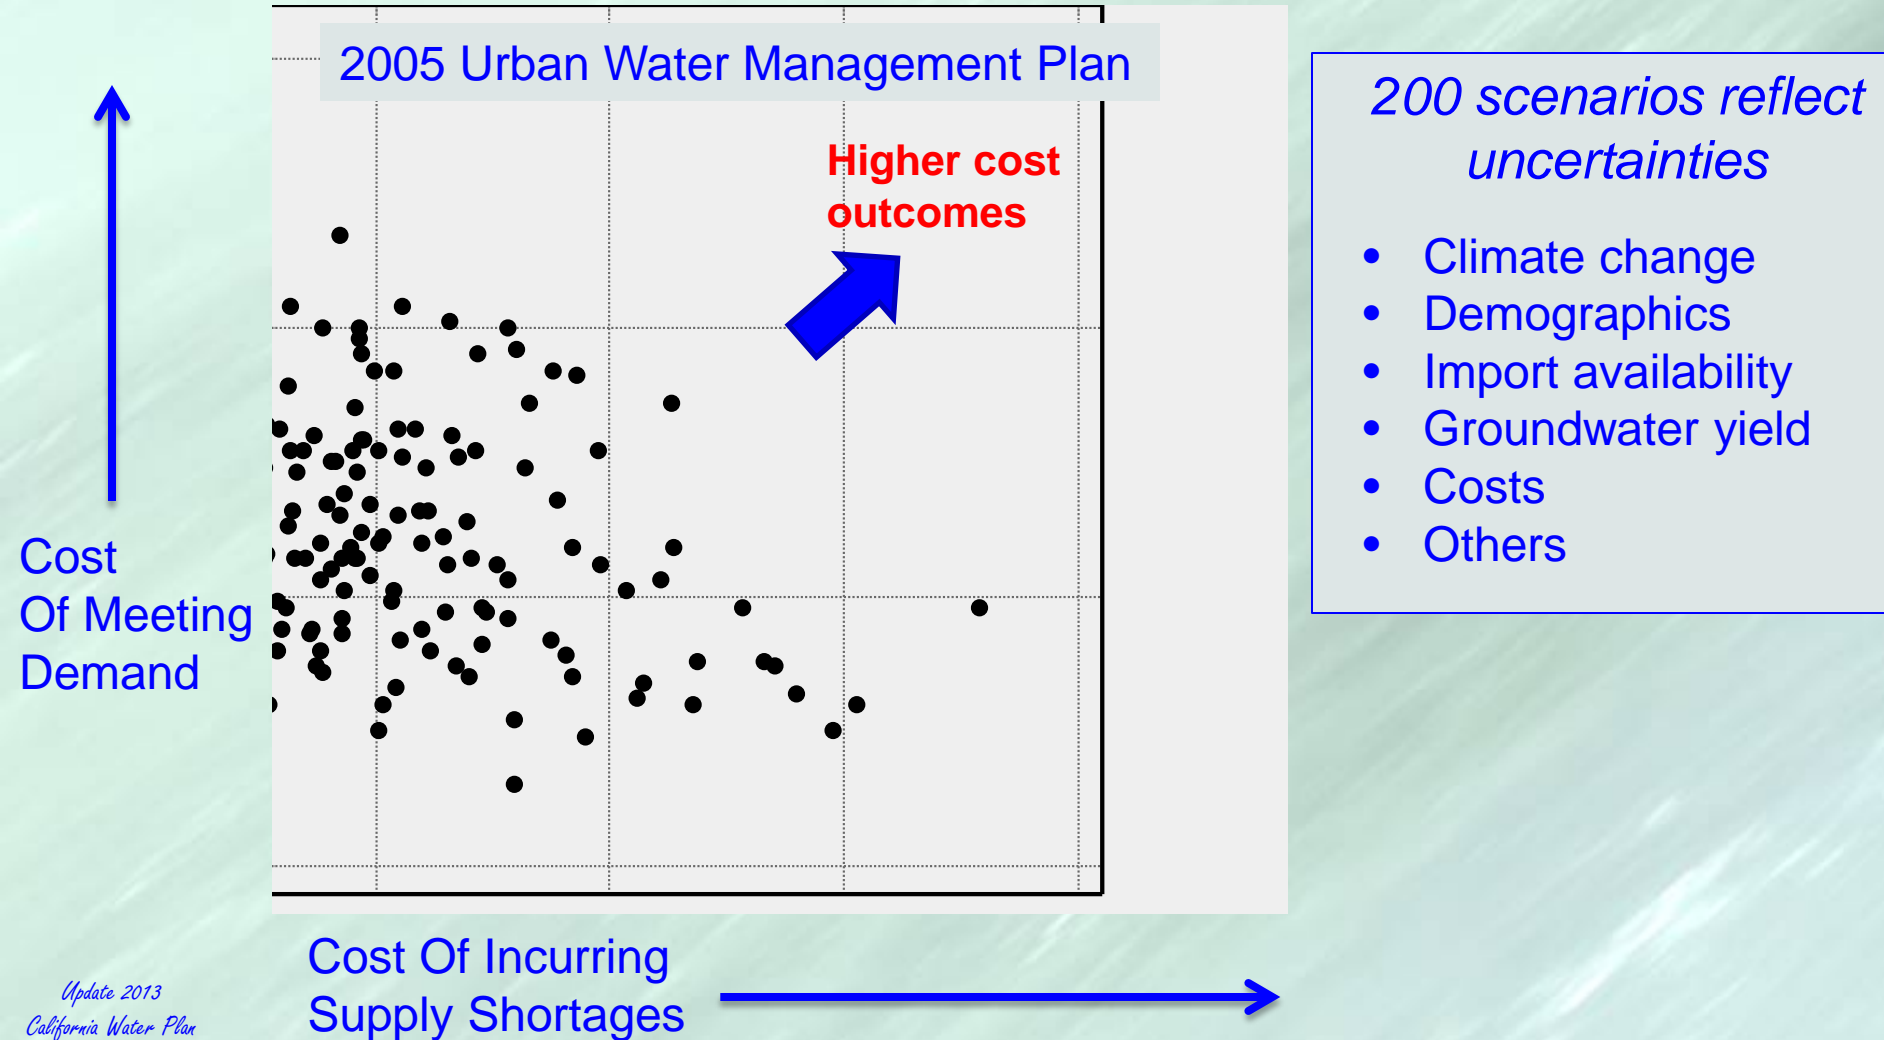 2005 Urban Water Management Plan
Higher cost
outcomes
200 scenarios reflect
uncertainties
• Climate change
• Demographics
• Import availability
• Groundwater yield
• Costs
• Others
Cost
Of Meeting
Demand
Cost Of Incurring
Supply Shortages
Update 2013
California Water Plan